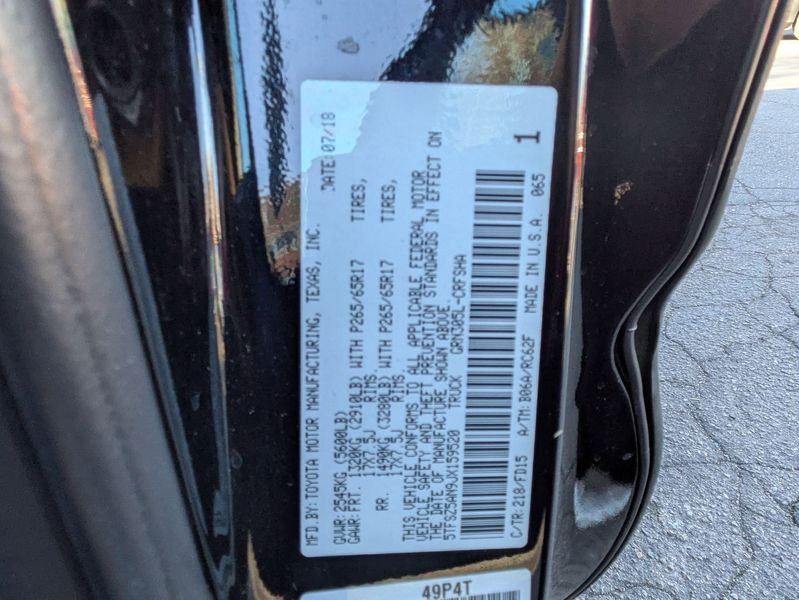 MFD.BY: TOYOTA MOTOR MANUFACTURING, TEXAS, INC. DATE: 07/18
GVWR: 2545KG (5600LB)
GAWR: FRT. 1320KG (2910LB) WITH P265/65R17 TIRES,
17X7.5J RIMS,
RR. 1490KG (3280LB) WITH P265/65R17 TIRES,
17X7.5J RIMS.
THIS VEHICLE CONFORMS TO ALL APPLICABLE FEDERAL MOTOR
VEHICLE SAFETY AND THEFT PREVENTION STANDARDS IN EFFECT ON
THE DATE OF MANUFACTURE SHOWN ABOVE.
5TFSZ5AN9JX159520 TRUCK GRN305L-CRFSMA
C/TR: 218/FD15 A/TM: B06A/RC62F MADE IN U.S.A. 065
1
49P4T